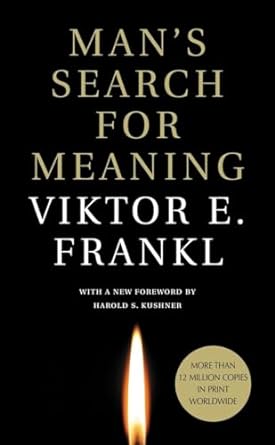 MAN'S
SEARCH
FOR
MEANING
VIKTOR E.
FRANKL
WITH A NEW FOREWORD BY
HAROLD S. KUSHNER
MORE THAN
12 MILLION COPIES
IN PRINT
WORLDWIDE